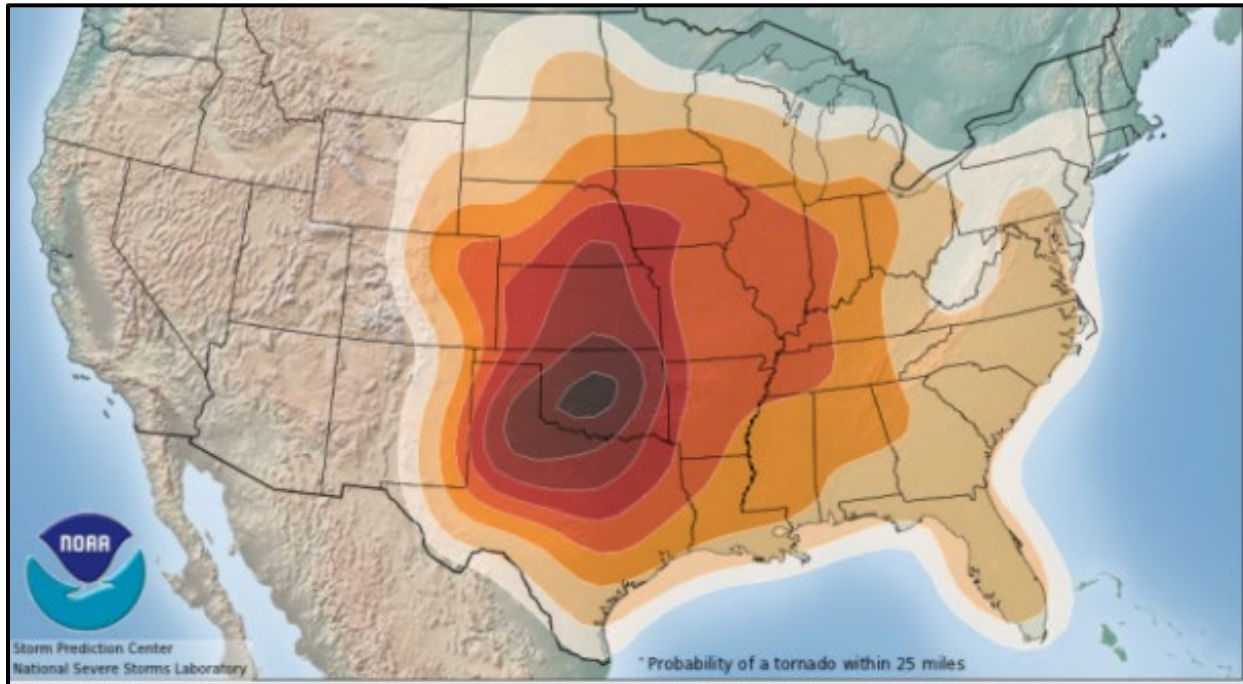 NOAA
Storm Prediction Center
National Severe Storms Laboratory
* Probability of a tornado within 25 miles